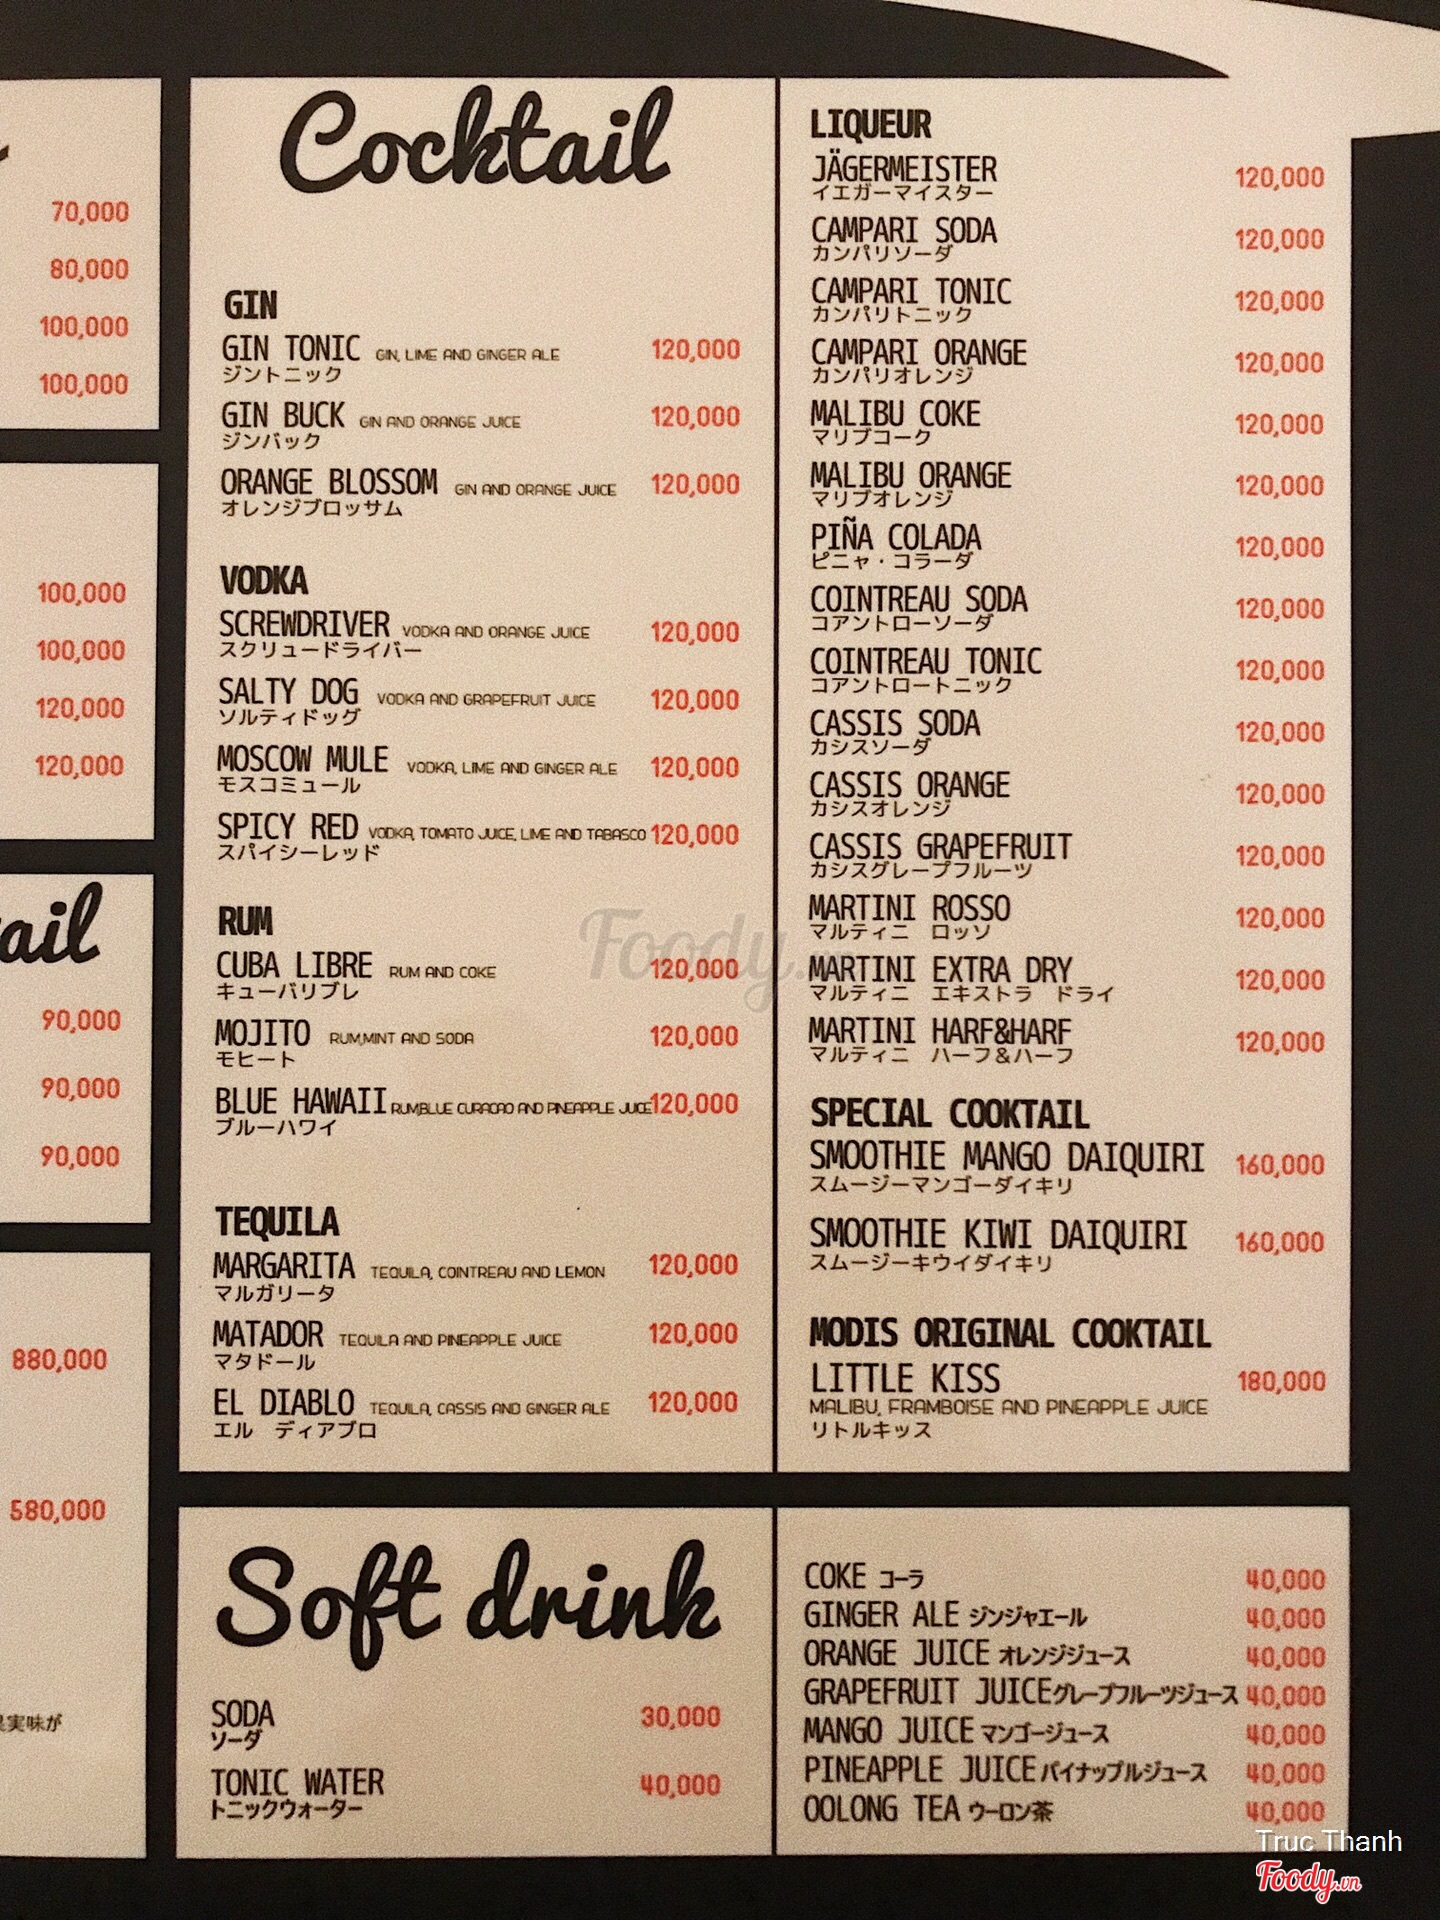 70,000
80,000
100,000
100,000
100,000
100,000
120,000
120,000
ail
90,000
90,000
90,000
880,000
580,000
実味が
Cocktail
GIN
GIN TONIC GIN, LIME AND GINGER ALE 120,000
ジントニック
GIN BUCK GIN AND ORANGE JUICE 120,000
ジンバック
ORANGE BLOSSOM GIN AND ORANGE JUICE 120,000
オレンジブロッサム
VODKA
SCREWDRIVER VODKA AND ORANGE JUICE 120,000
スクリュードライバー
SALTY DOG VODKA AND GRAPEFRUIT JUICE 120,000
ソルティドッグ
MOSCOW MULE VODKA, LIME AND GINGER ALE 120,000
モスコミュール
SPICY RED VODKA, TOMATO JUICE, LIME AND TABASCO 120,000
スパイシーレッド
RUM
CUBA LIBRE RUM AND COKE 120,000
キューバリブレ
MOJITO RUM,MINT AND SODA 120,000
モヒート
BLUE HAWAII RUM,BLUE CURACAO AND PINEAPPLE JUICE 120,000
ブルーハワイ
TEQUILA
MARGARITA TEQUILA, COINTREAU AND LEMON 120,000
マルガリータ
MATADOR TEQUILA AND PINEAPPLE JUICE 120,000
マタドール
EL DIABLO TEQUILA, CASSIS AND GINGER ALE 120,000
エル ディアブロ
LIQUEUR
JÄGERMEISTER 120,000
イエガーマイスター
CAMPARI SODA 120,000
カンパリソーダ
CAMPARI TONIC 120,000
カンパリトニック
CAMPARI ORANGE 120,000
カンパリオレンジ
MALIBU COKE 120,000
マリブコーク
MALIBU ORANGE 120,000
マリブオレンジ
PIÑA COLADA 120,000
ピニャ・コラーダ
COINTREAU SODA 120,000
コアントローソーダ
COINTREAU TONIC 120,000
コアントロートニック
CASSIS SODA 120,000
カシスソーダ
CASSIS ORANGE 120,000
カシスオレンジ
CASSIS GRAPEFRUIT 120,000
カシスグレープフルーツ
MARTINI ROSSO 120,000
マルティニ ロッソ
MARTINI EXTRA DRY 120,000
マルティニ エキストラ ドライ
MARTINI HARF&HARF 120,000
マルティニ ハーフ&ハーフ
SPECIAL COOKTAIL
SMOOTHIE MANGO DAIQUIRI 160,000
スムージーマンゴーダイキリ
SMOOTHIE KIWI DAIQUIRI 160,000
スムージーキウイダイキリ
MODIS ORIGINAL COOKTAIL
LITTLE KISS 180,000
MALIBU, FRAMBOISE AND PINEAPPLE JUICE
リトルキッス
Soft drink
SODA 30,000
ソーダ
TONIC WATER 40,000
トニックウォーター
COKE コーラ 40,000
GINGER ALE ジンジャエール 40,000
ORANGE JUICE オレンジジュース 40,000
GRAPEFRUIT JUICE グレープフルーツジュース 40,000
MANGO JUICE マンゴージュース 40,000
PINEAPPLE JUICE パイナップルジュース 40,000
OOLONG TEA ウーロン茶 40,000
Foody.
Truc Thanh
Foody.vn